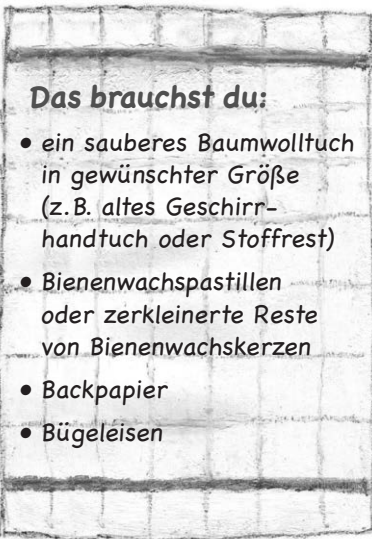 Das brauchst du:
• ein sauberes Baumwolltuch
in gewünschter Größe
(z. B. altes Geschirr-
handtuch oder Stoffrest)
• Bienenwachspastillen
oder zerkleinerte Reste
von Bienenwachskerzen
• Backpapier
• Bügeleisen